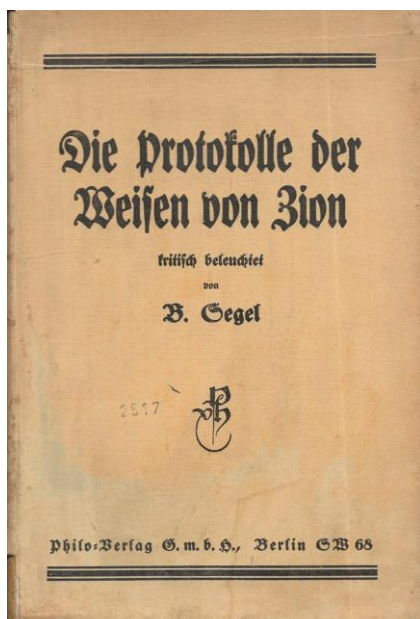 Die Protokolle der
Weisen von Zion
kritisch beleuchtet
von
B. Segel
2517
Philo-Verlag G. m. b. H., Berlin SW 68